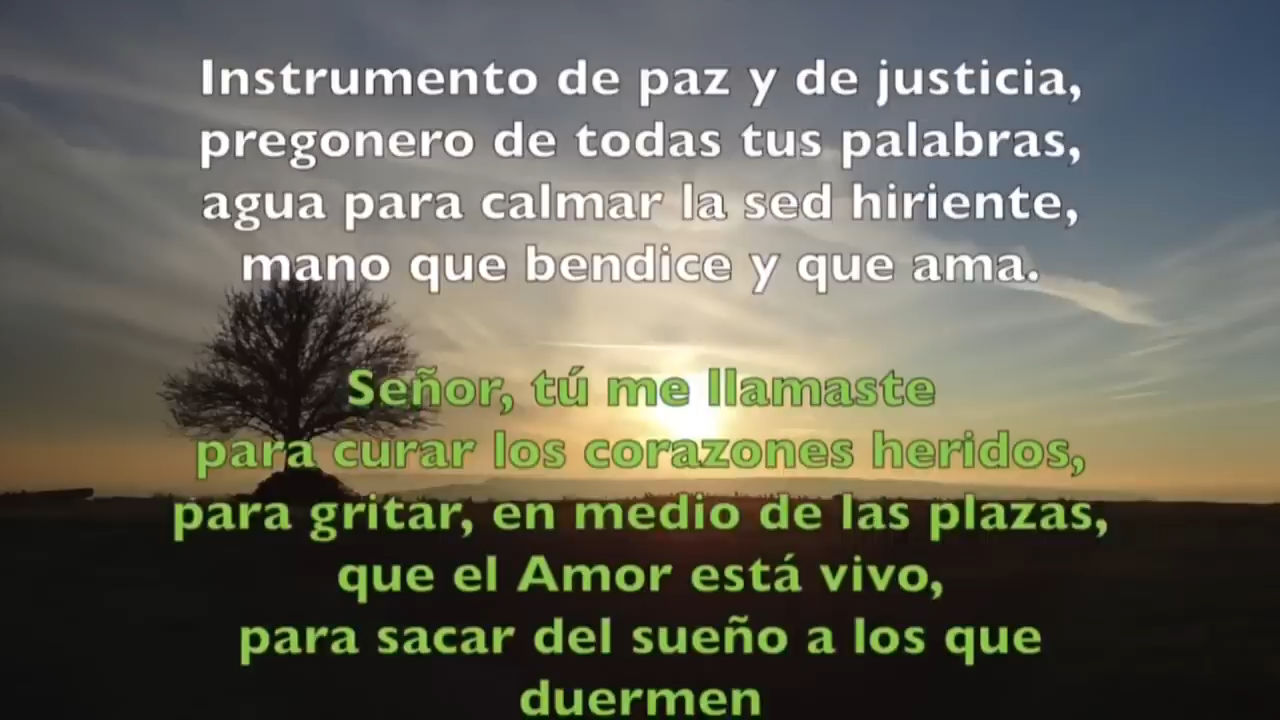 Instrumento de paz y de justicia,
pregonero de todas tus palabras,
agua para calmar la sed hiriente,
mano que bendice y que ama.
Señor, tú me llamaste
para curar los corazones heridos,
para gritar, en medio de las plazas,
que el Amor está vivo,
para sacar del sueño a los que
duermen